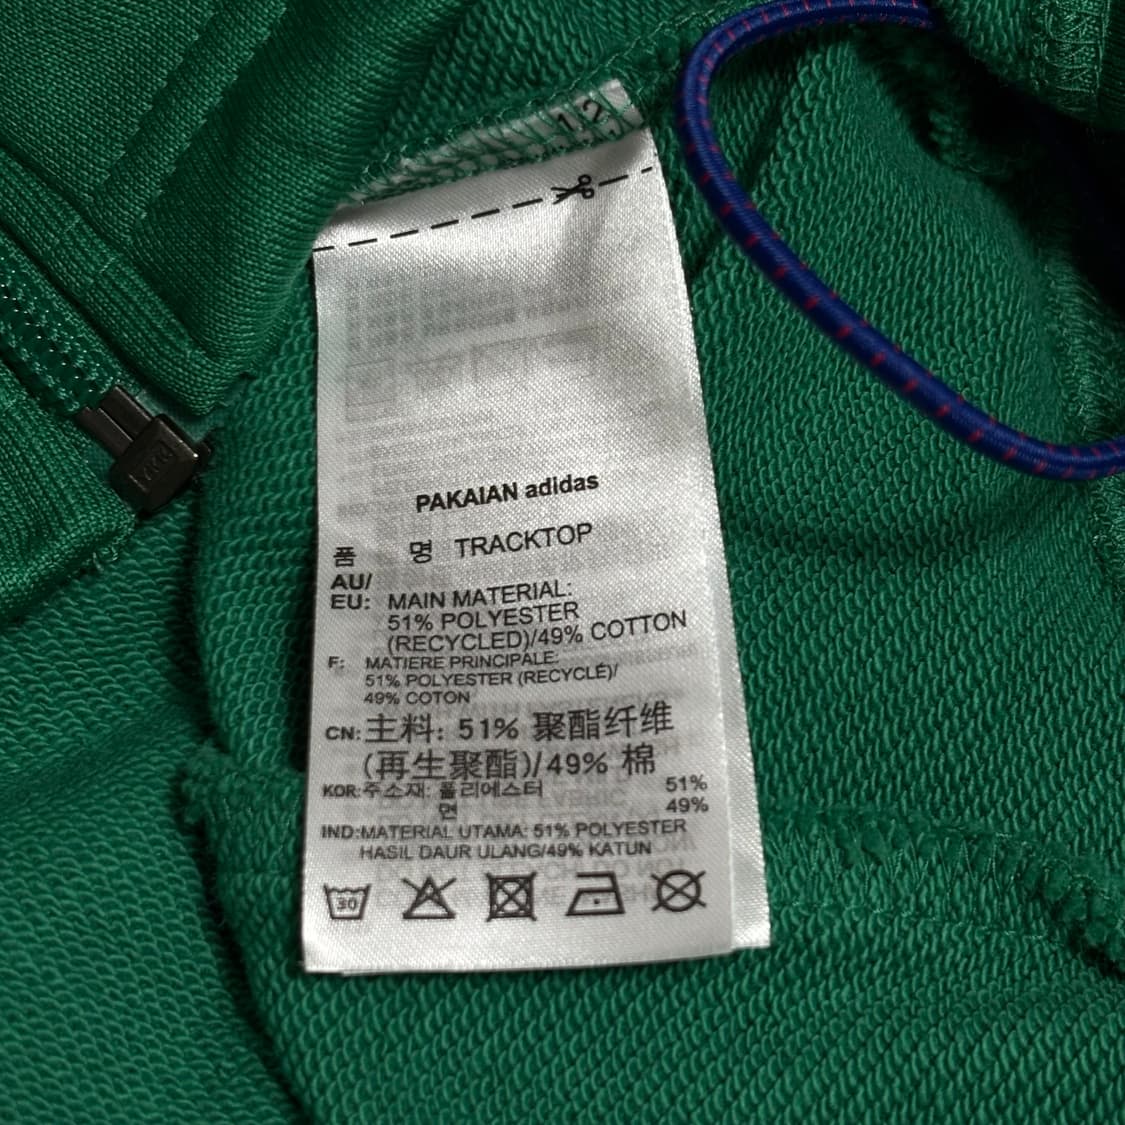 12
PAKAIAN adidas
품 명 TRACKTOP
AU/
EU: MAIN MATERIAL:
51% POLYESTER
(RECYCLED)/49% COTTON
F: MATIERE PRINCIPALE:
51% POLYESTER (RECYCLÉ)/
49% COTON
CN: 主料: 51% 聚酯纤维
(再生聚酯)/49% 棉
KOR: 주소재: 폴리에스터 51%
면 49%
IND: MATERIAL UTAMA: 51% POLYESTER
HASIL DAUR ULANG/49% KATUN
30